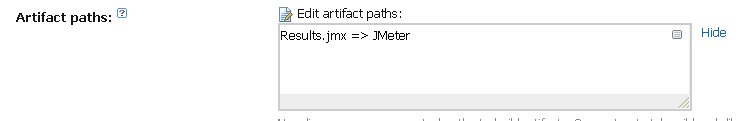 Artifact paths: ?
Edit artifact paths:
Results.jmx => JMeter
Hide